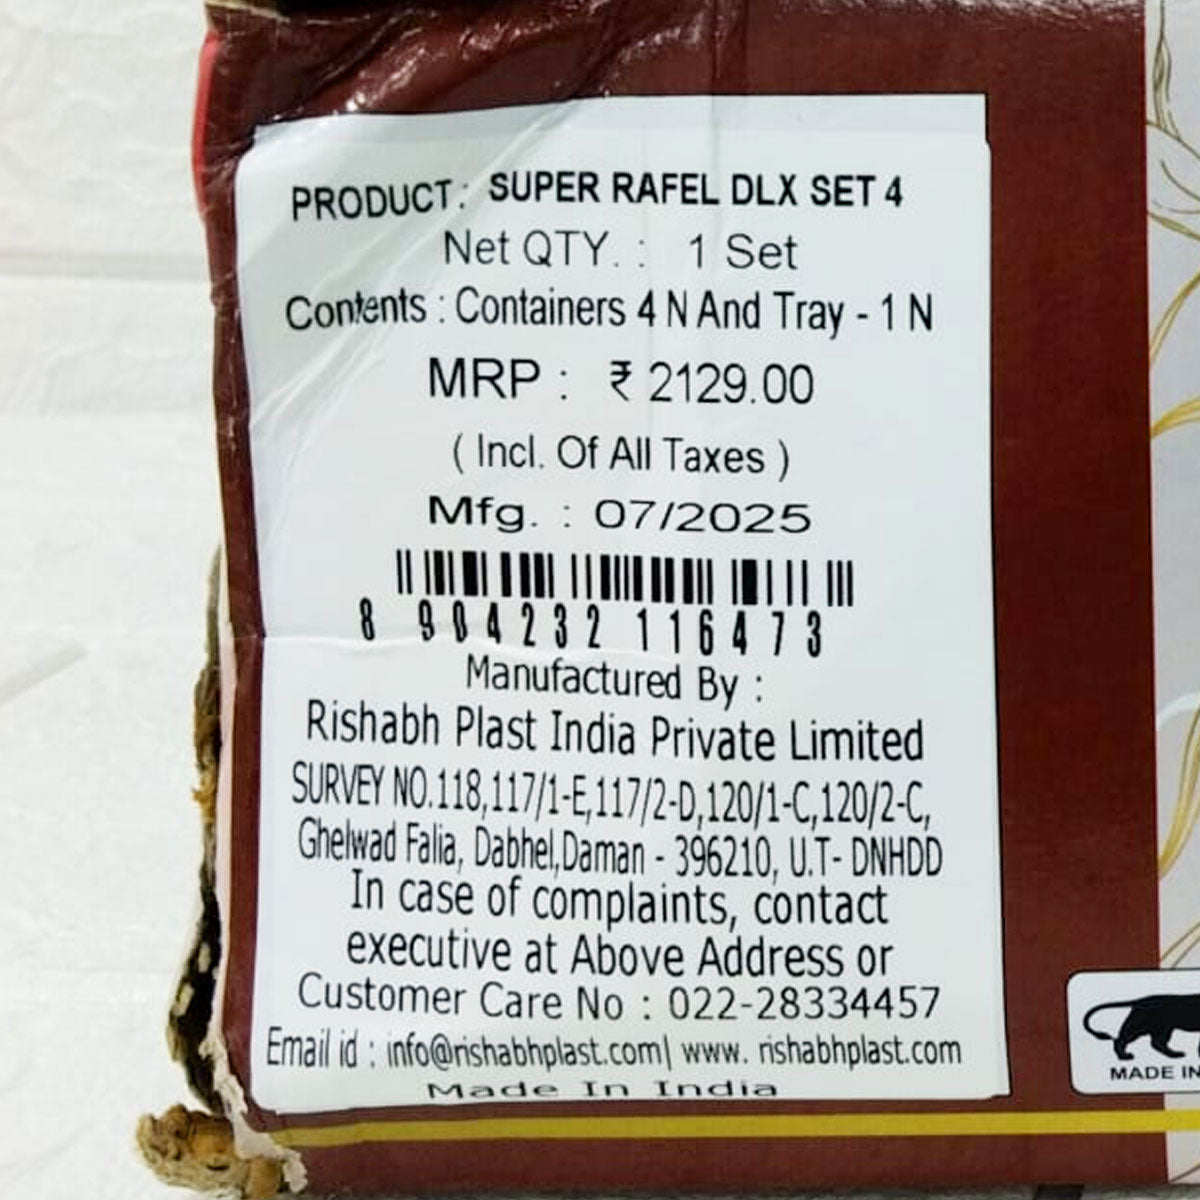 PRODUCT : SUPER RAFEL DLX SET 4
Net QTY. : 1 Set
Contents : Containers 4 N And Tray - 1 N
MRP : ₹ 2129.00
( Incl. Of All Taxes )
Mfg. : 07/2025
8 904232 116473
Manufactured By :
Rishabh Plast India Private Limited
SURVEY NO.118,117/1-E,117/2-D,120/1-C,120/2-C,
Ghelwad Falia, Dabhel,Daman - 396210, U.T- DNHDD
In case of complaints, contact
executive at Above Address or
Customer Care No : 022-28334457
Email id : info@rishabhplast.com| www. rishabhplast.com
Made In India
MADE IN